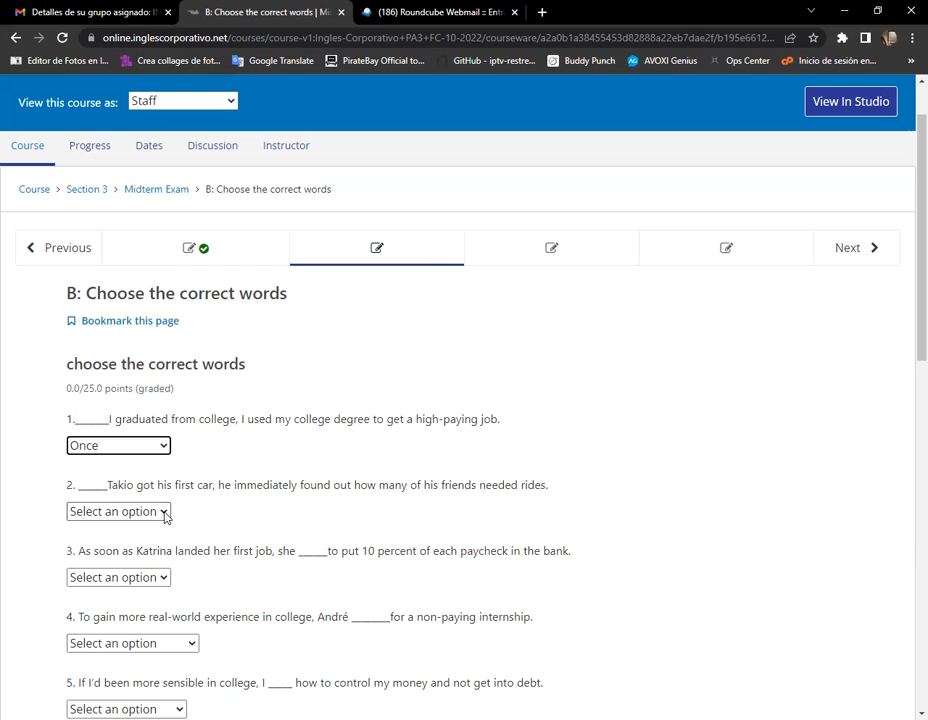 Detalles de su grupo asignado: I
B: Choose the correct words | Mi
(186) Roundcube Webmail :: Ent
online.inglescorporativo.net/courses/course-v1:Ingles-Corporativo+PA3+FC-10-2022/courseware/a2a0b1a38455453d82888a22eb7dae2f/b195e6612...
Editor de Fotos en l...
Crea collages de fot...
Google Translate
PirateBay Official to...
GitHub - iptv-restre...
Buddy Punch
AVOXI Genius
Ops Center
Inicio de sesión en...
»
View this course as:
Staff
View In Studio
Course
Progress
Dates
Discussion
Instructor
Course > Section 3 > Midterm Exam > B: Choose the correct words
Previous
Next
B: Choose the correct words
Bookmark this page
choose the correct words
0.0/25.0 points (graded)
1.______I graduated from college, I used my college degree to get a high-paying job.
Once
2. _____Takio got his first car, he immediately found out how many of his friends needed rides.
Select an option
3. As soon as Katrina landed her first job, she _____to put 10 percent of each paycheck in the bank.
Select an option
4. To gain more real-world experience in college, André _______for a non-paying internship.
Select an option
5. If I'd been more sensible in college, I ____ how to control my money and not get into debt.
Select an option